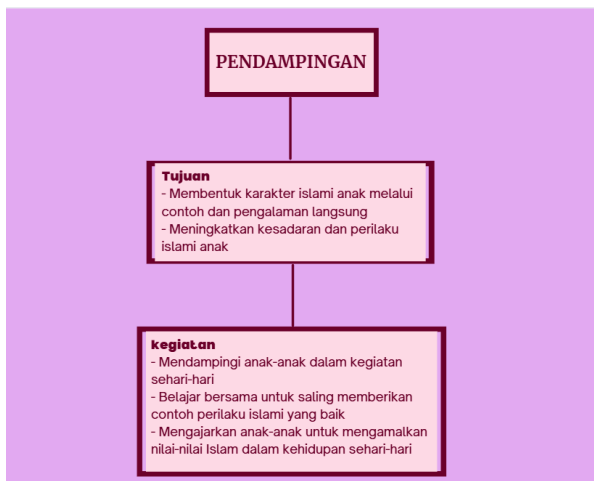 PENDAMPINGAN
Tujuan
- Membentuk karakter islami anak melalui
contoh dan pengalaman langsung
- Meningkatkan kesadaran dan perilaku
islami anak
kegiatan
- Mendampingi anak-anak dalam kegiatan
sehari-hari
- Belajar bersama untuk saling memberikan
contoh perilaku islami yang baik
- Mengajarkan anak-anak untuk mengamalkan
nilai-nilai Islam dalam kehidupan sehari-hari